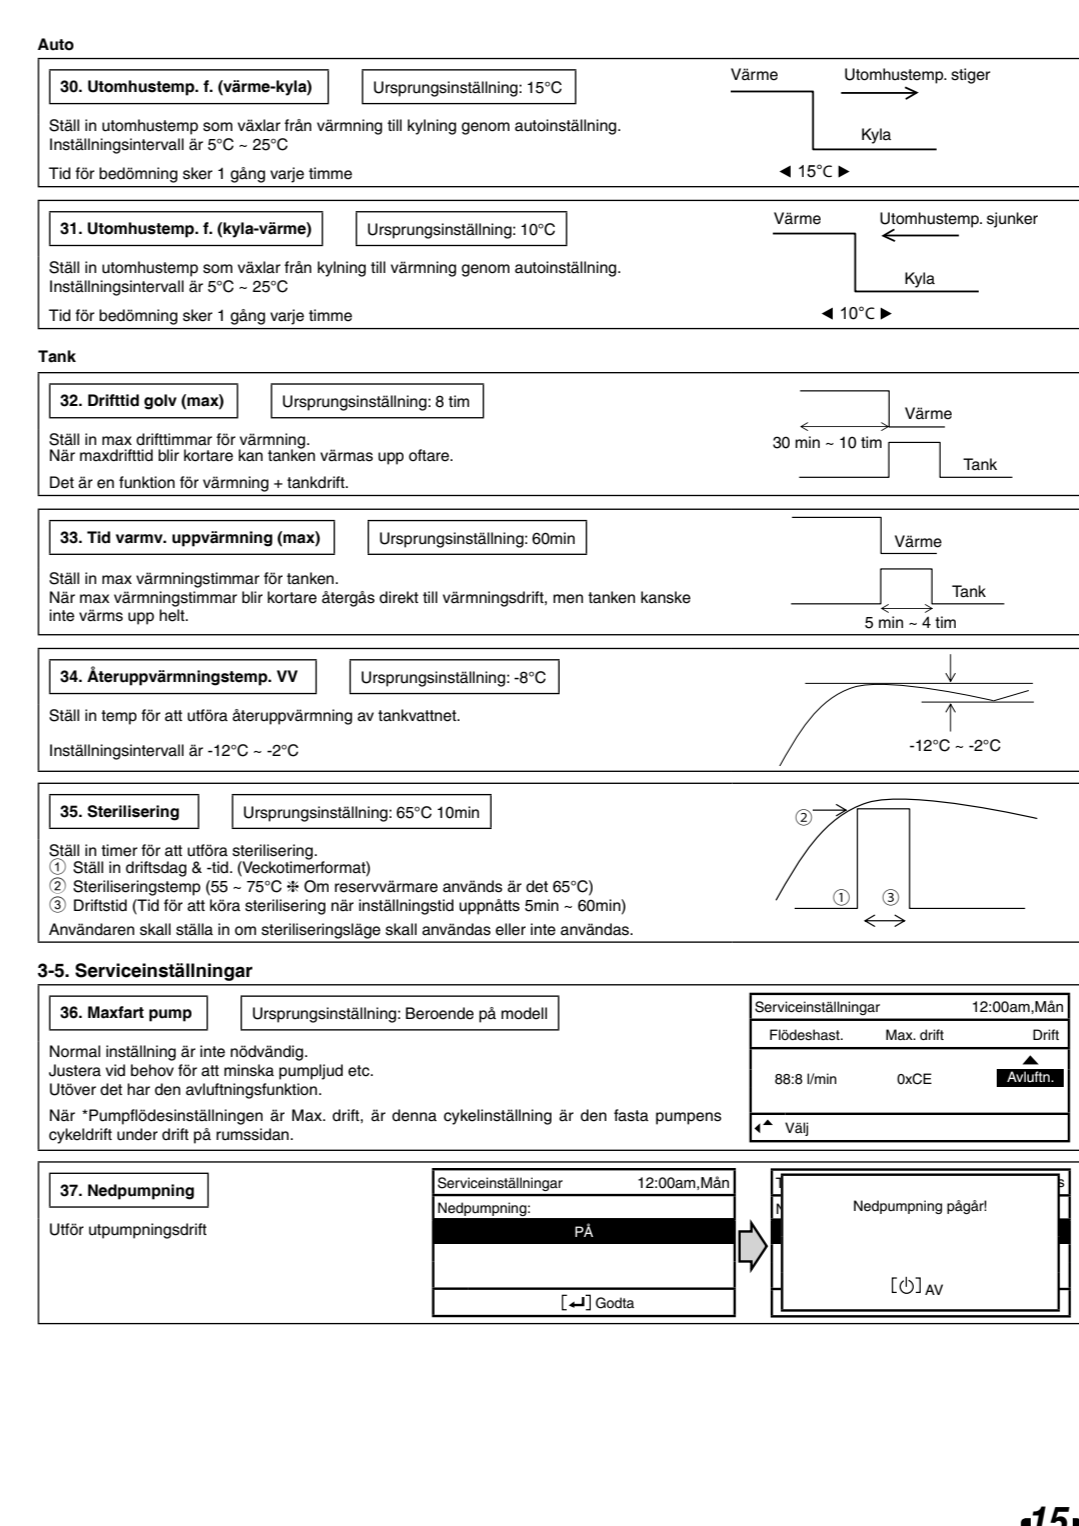 Auto
30. Utomhustemp. f. (värme-kyla)
Ursprungsinställning: 15°C
Ställ in utomhustemp som växlar från värmning till kylning genom autoinställning.
Inställningsintervall är 5°C ~ 25°C
Tid för bedömning sker 1 gång varje timme
Värme
Utomhustemp. stiger
Kyla
◀ 15°C ▶
31. Utomhustemp. f. (kyla-värme)
Ursprungsinställning: 10°C
Ställ in utomhustemp som växlar från kylning till värmning genom autoinställning.
Inställningsintervall är 5°C ~ 25°C
Tid för bedömning sker 1 gång varje timme
Värme
Utomhustemp. sjunker
Kyla
◀ 10°C ▶
Tank
32. Drifttid golv (max)
Ursprungsinställning: 8 tim
Ställ in max drifttimmar för värmning.
När maxdrifttid blir kortare kan tanken värmas upp oftare.
Det är en funktion för värmning + tankdrift.
Värme
30 min ~ 10 tim
Tank
33. Tid varmv. uppvärmning (max)
Ursprungsinställning: 60min
Ställ in max värmningstimmar för tanken.
När max värmningstimmar blir kortare återgås direkt till värmningsdrift, men tanken kanske
inte värms upp helt.
Värme
Tank
5 min ~ 4 tim
34. Återuppvärmningstemp. VV
Ursprungsinställning: -8°C
Ställ in temp för att utföra återuppvärmning av tankvattnet.
Inställningsintervall är -12°C ~ -2°C
-12°C ~ -2°C
35. Sterilisering
Ursprungsinställning: 65°C 10min
Ställ in timer för att utföra sterilisering.
① Ställ in driftsdag & -tid. (Veckotimerformat)
② Steriliseringstemp (55 ~ 75°C ❉ Om reservvärmare används är det 65°C)
③ Driftstid (Tid för att köra sterilisering när inställningstid uppnåtts 5min ~ 60min)
Användaren skall ställa in om steriliseringsläge skall användas eller inte användas.
②
①
③
3-5. Serviceinställningar
36. Maxfart pump
Ursprungsinställning: Beroende på modell
Normal inställning är inte nödvändig.
Justera vid behov för att minska pumpljud etc.
Utöver det har den avluftningsfunktion.
När *Pumpflödesinställningen är Max. drift, är denna cykelinställning är den fasta pumpens
cykeldrift under drift på rumssidan.
Serviceinställningar 12:00am,Mån
Flödeshast. Max. drift Drift
88:8 l/min 0xCE Avluftn.
Välj
37. Nedpumpning
Utför utpumpningsdrift
Serviceinställningar 12:00am,Mån
Nedpumpning:
PÅ
[↵] Godta
Nedpumpning pågår!
[⏻] AV
15